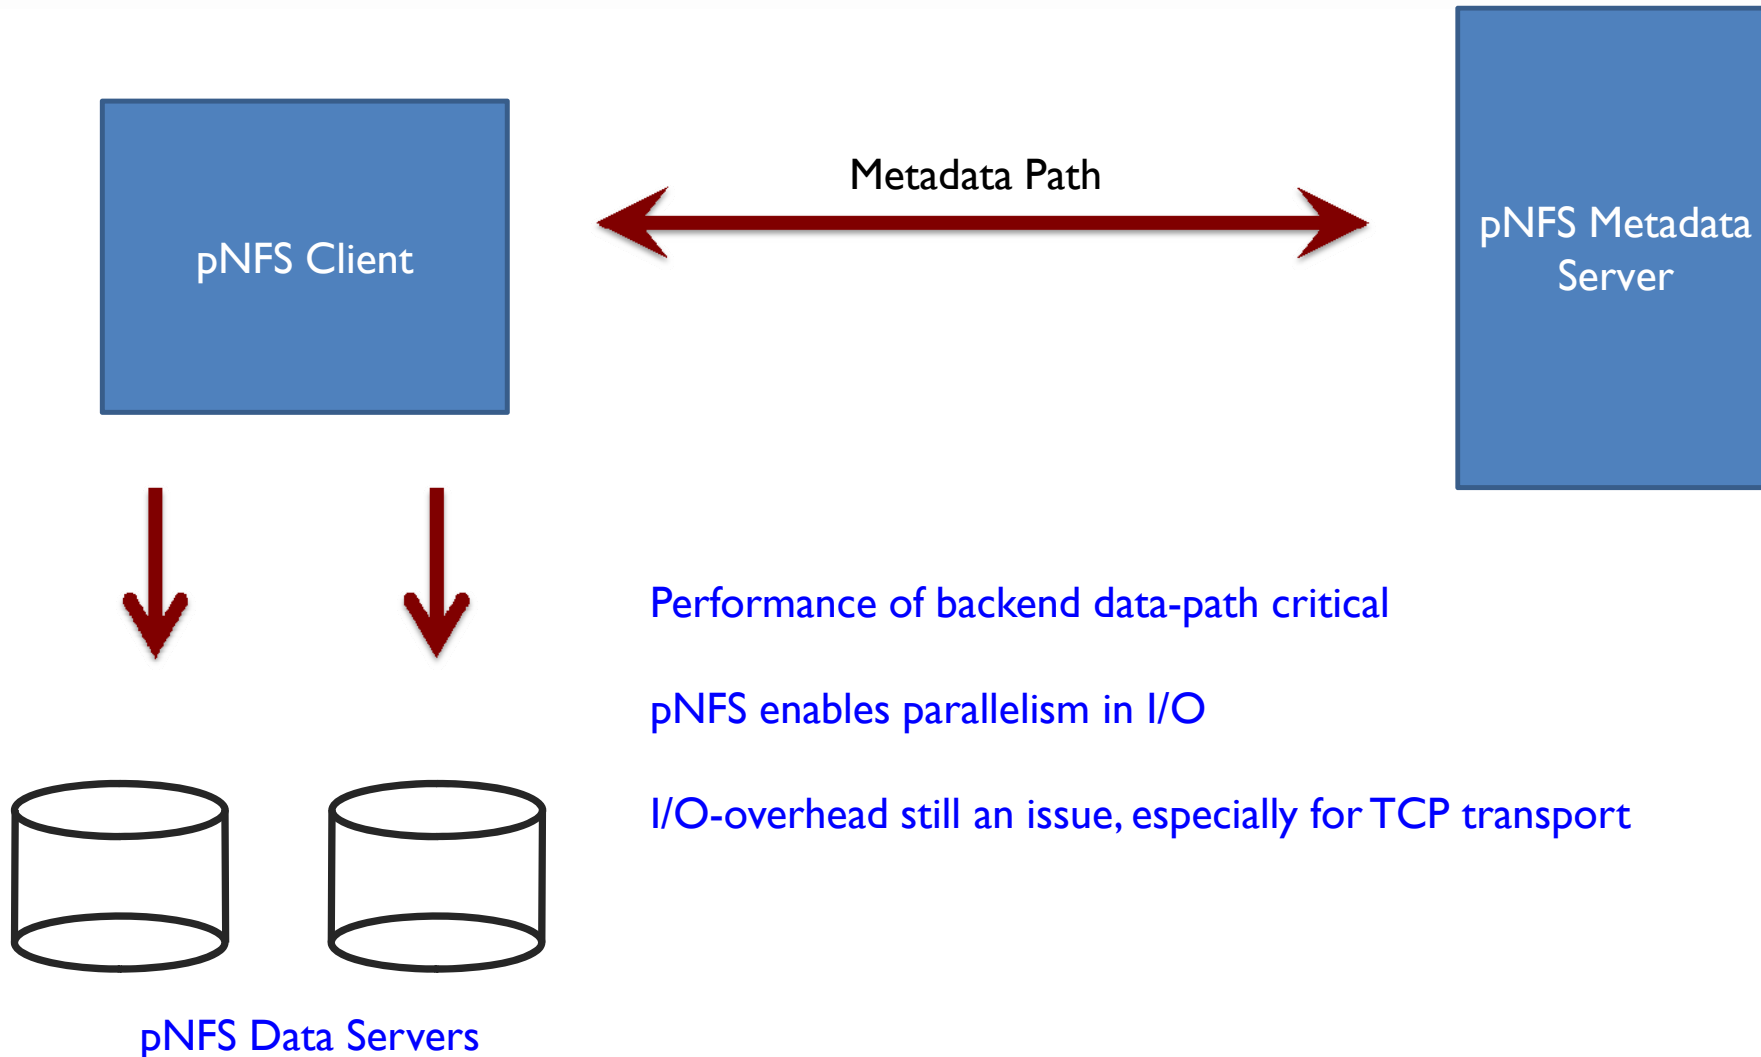 Metadata Path
pNFS Client
pNFS Metadata
Server
Performance of backend data-path critical
pNFS enables parallelism in I/O
I/O-overhead still an issue, especially for TCP transport
pNFS Data Servers